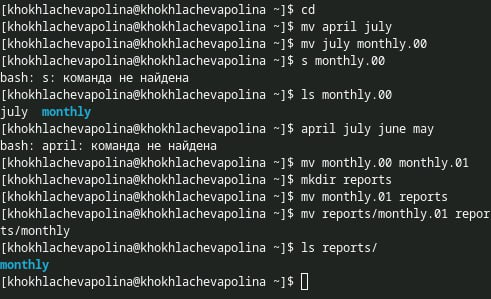 [khokhlachevapolina@khokhlachevapolina ~]$ cd
[khokhlachevapolina@khokhlachevapolina ~]$ mv april july
[khokhlachevapolina@khokhlachevapolina ~]$ mv july monthly.00
[khokhlachevapolina@khokhlachevapolina ~]$ s monthly.00
bash: s: команда не найдена
[khokhlachevapolina@khokhlachevapolina ~]$ ls monthly.00
july  monthly
[khokhlachevapolina@khokhlachevapolina ~]$ april july june may
bash: april: команда не найдена
[khokhlachevapolina@khokhlachevapolina ~]$ mv monthly.00 monthly.01
[khokhlachevapolina@khokhlachevapolina ~]$ mkdir reports
[khokhlachevapolina@khokhlachevapolina ~]$ mv monthly.01 reports
[khokhlachevapolina@khokhlachevapolina ~]$ mv reports/monthly.01 repor
ts/monthly
[khokhlachevapolina@khokhlachevapolina ~]$ ls reports/
monthly
[khokhlachevapolina@khokhlachevapolina ~]$